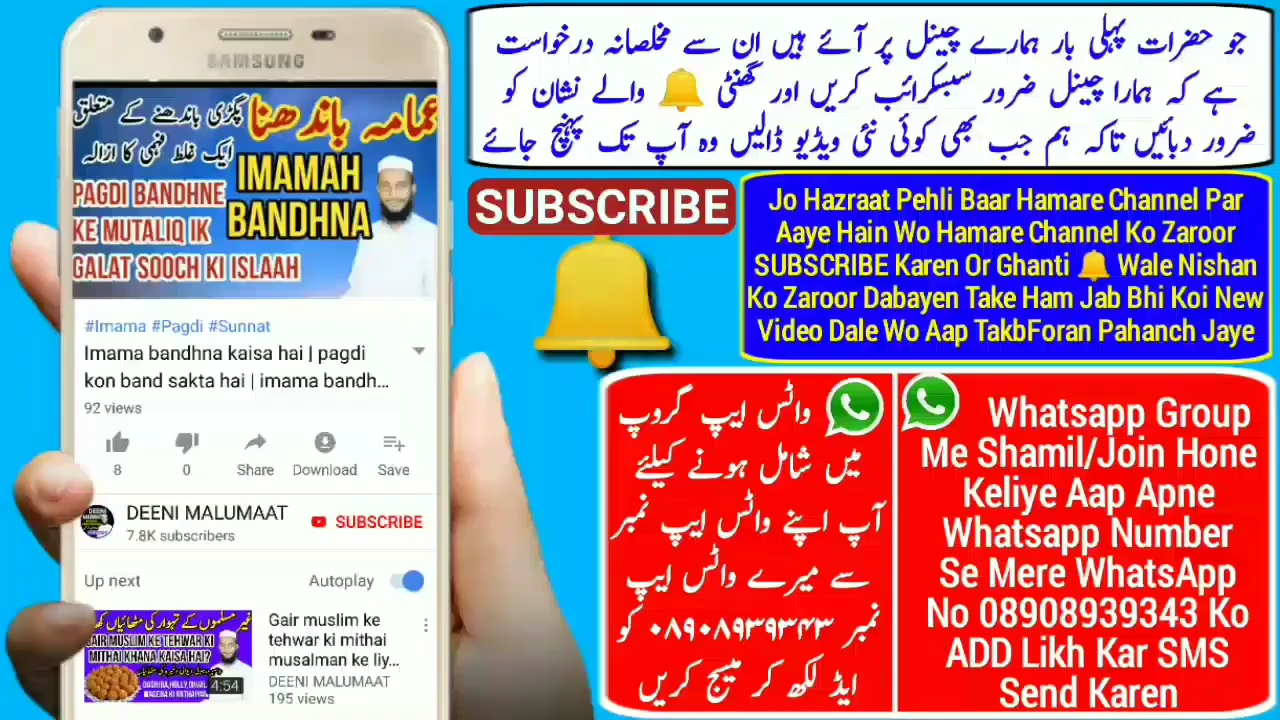 SAMSUNG
عمامہ باندھنا پگڑی باندھنے کے متعلق
ایک غلط فہمی کا ازالہ
IMAMAH
BANDHNA
PAGDI BANDHNE
KE MUTALIQ IK
GALAT SOOCH KI ISLAAH
#Imama #Pagdi #Sunnat
Imama bandhna kaisa hai | pagdi
kon band sakta hai | imama bandh...
92 views
8
0
Share
Download
Save
DEENI MALUMAAT
7.8K subscribers
SUBSCRIBE
Up next
Autoplay
غیر مسلموں کے تہوار کی مٹھائیاں
GAIR MUSLIM KE TEHWAR KI
MITHAI KHANA KAISA HAI?
4:54
Gair muslim ke
tehwar ki mithai
musalman ke liy...
DEENI MALUMAAT
195 views
جو حضرات پہلی بار ہمارے چینل پر آئے ہیں ان سے مخلصانہ درخواست
ہے کہ ہمارا چینل ضرور سبسکرائب کریں اور گھنٹی 🔔 والے نشان کو
ضرور دبائیں تاکہ ہم جب بھی کوئی نئی ویڈیو ڈالیں وہ آپ تک پہنچ جائے
SUBSCRIBE
Jo Hazraat Pehli Baar Hamare Channel Par
Aaye Hain Wo Hamare Channel Ko Zaroor
SUBSCRIBE Karen Or Ghanti 🔔 Wale Nishan
Ko Zaroor Dabayen Take Ham Jab Bhi Koi New
Video Dale Wo Aap TakbForan Pahanch Jaye
واٹس ایپ گروپ
میں شامل ہونے کیلئے
آپ اپنے واٹس ایپ نمبر
سے میرے واٹس ایپ
نمبر ۰۸۹۰۸۹۳۹۳۴۳ کو
ایڈ لکھ کر میسج کریں
Whatsapp Group
Me Shamil/Join Hone
Keliye Aap Apne
Whatsapp Number
Se Mere WhatsApp
No 08908939343 Ko
ADD Likh Kar SMS
Send Karen